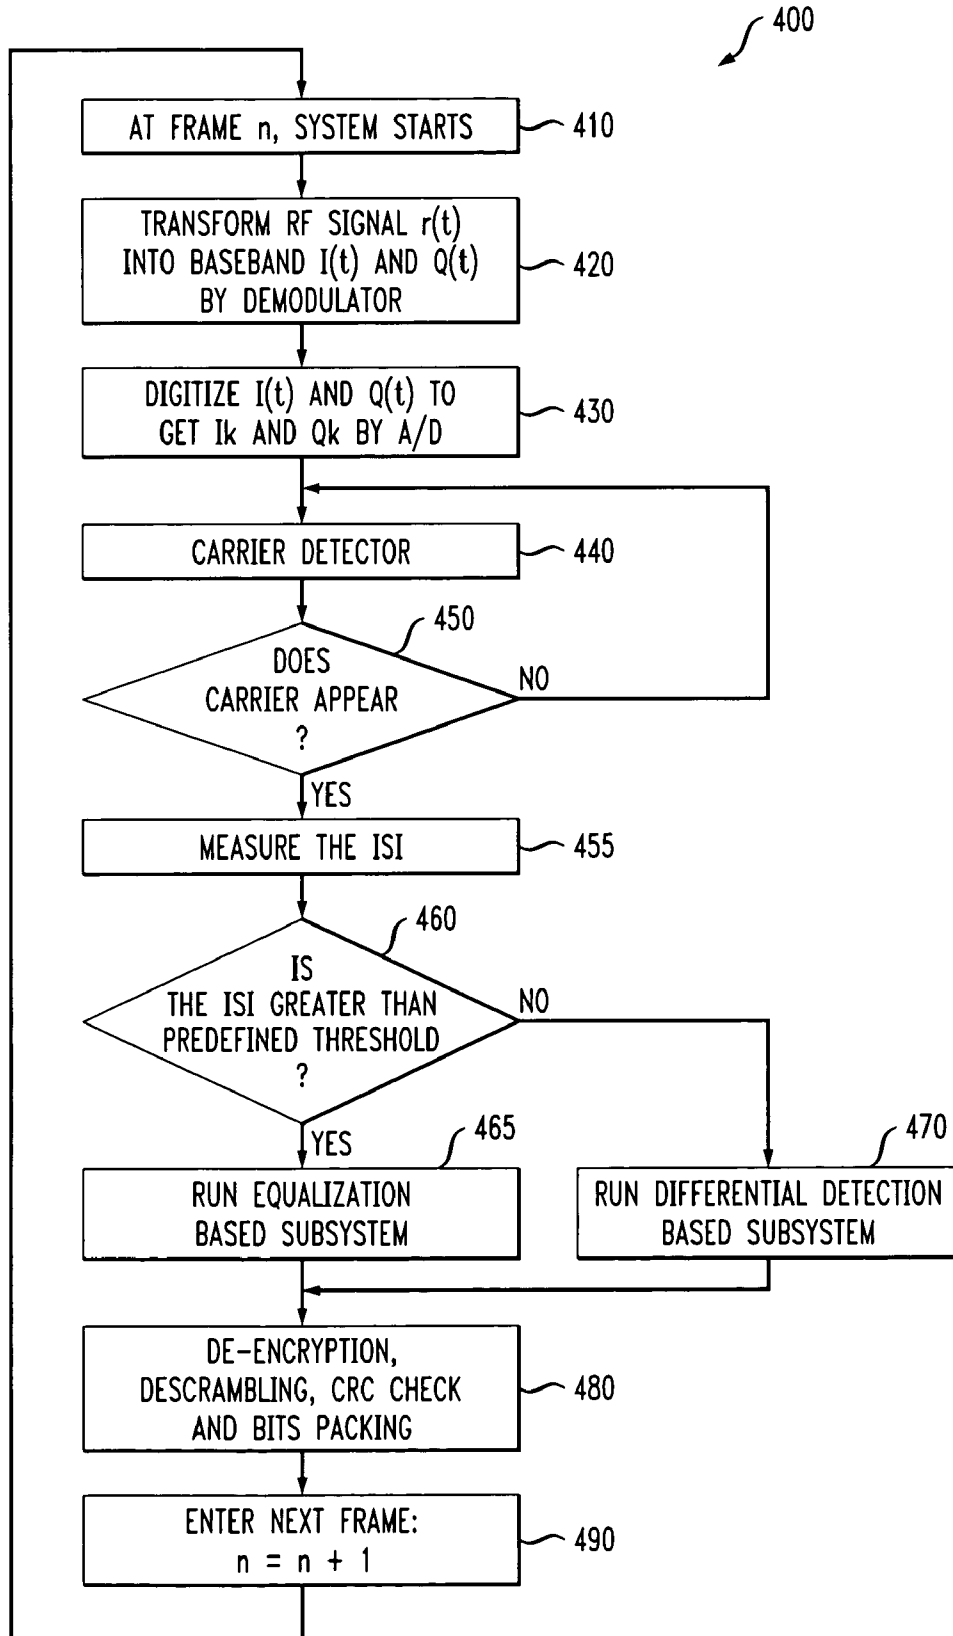 400
AT FRAME n, SYSTEM STARTS
410
TRANSFORM RF SIGNAL r(t)
INTO BASEBAND I(t) AND Q(t)
BY DEMODULATOR
420
DIGITIZE I(t) AND Q(t) TO
GET Ik AND Qk BY A/D
430
CARRIER DETECTOR
440
450
DOES
CARRIER APPEAR
?
NO
YES
MEASURE THE ISI
455
460
IS
THE ISI GREATER THAN
PREDEFINED THRESHOLD
?
NO
YES
465
RUN EQUALIZATION
BASED SUBSYSTEM
470
RUN DIFFERENTIAL DETECTION
BASED SUBSYSTEM
DE-ENCRYPTION,
DESCRAMBLING, CRC CHECK
AND BITS PACKING
480
ENTER NEXT FRAME:
n = n + 1
490